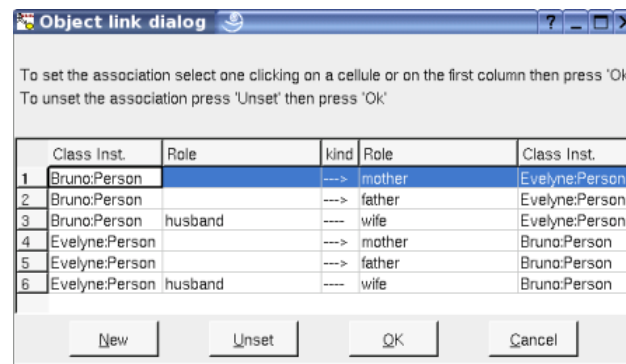 Object link dialog
To set the association select one clicking on a cellule or on the first column then press 'Ok
To unset the association press 'Unset' then press 'Ok'
Class Inst. Role kind Role Class Inst.
1 Bruno:Person ---> mother Evelyne:Person
2 Bruno:Person ---> father Evelyne:Person
3 Bruno:Person husband ---- wife Evelyne:Person
4 Evelyne:Person ---> mother Bruno:Person
5 Evelyne:Person ---> father Bruno:Person
6 Evelyne:Person husband ---- wife Bruno:Person
New Unset OK Cancel